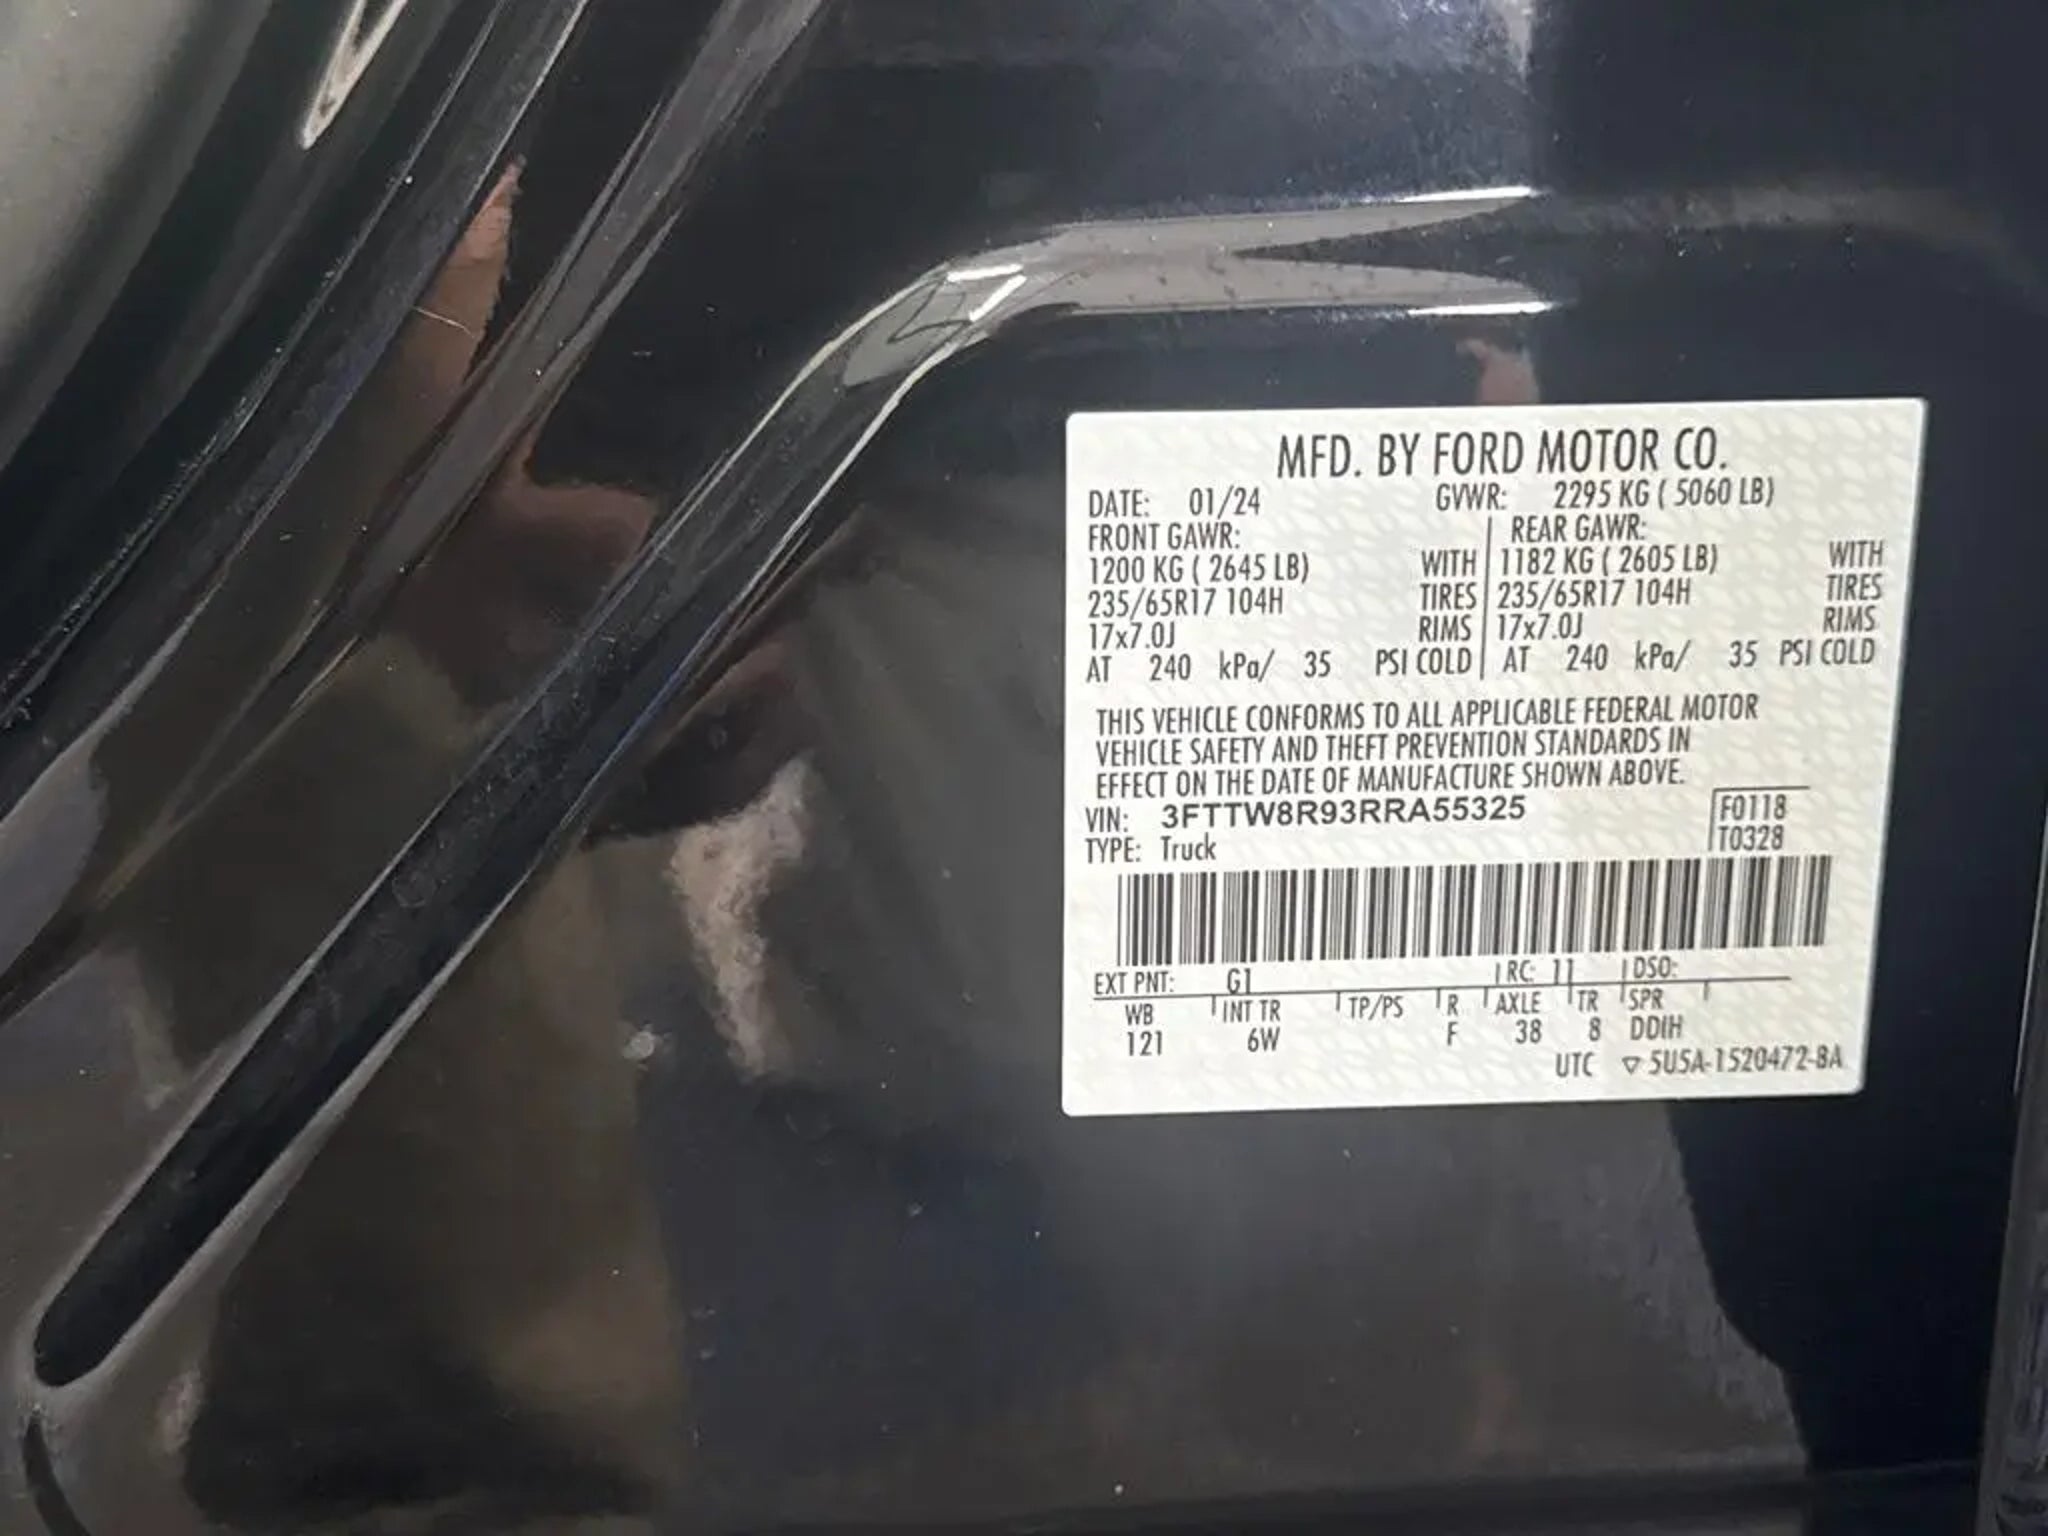 MFD. BY FORD MOTOR CO.
DATE: 01/24 GVWR: 2295 KG ( 5060 LB)
FRONT GAWR: REAR GAWR:
1200 KG ( 2645 LB) WITH 1182 KG ( 2605 LB) WITH
235/65R17 104H TIRES 235/65R17 104H TIRES
17x7.0J RIMS 17x7.0J RIMS
AT 240 kPa/ 35 PSI COLD AT 240 kPa/ 35 PSI COLD
THIS VEHICLE CONFORMS TO ALL APPLICABLE FEDERAL MOTOR
VEHICLE SAFETY AND THEFT PREVENTION STANDARDS IN
EFFECT ON THE DATE OF MANUFACTURE SHOWN ABOVE.
VIN: 3FTTW8R93RRA55325 F0118
TYPE: Truck T0328
EXT PNT: G1 RC: 11 DSO:
WB INT TR TP/PS R AXLE TR SPR
121 6W F 38 8 DDIH
UTC ▽ 5U5A-1520472-BA